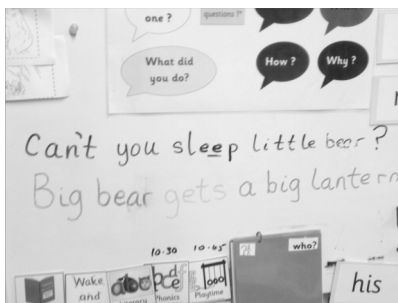 one ?
questions ?"
What did
you do?
How ?
Why ?
Can't you sleep little bear ?
Big bear gets a big lantern
10.30
10.45
?!
who?
Wake
and
abc
Phonics
Playtime
his